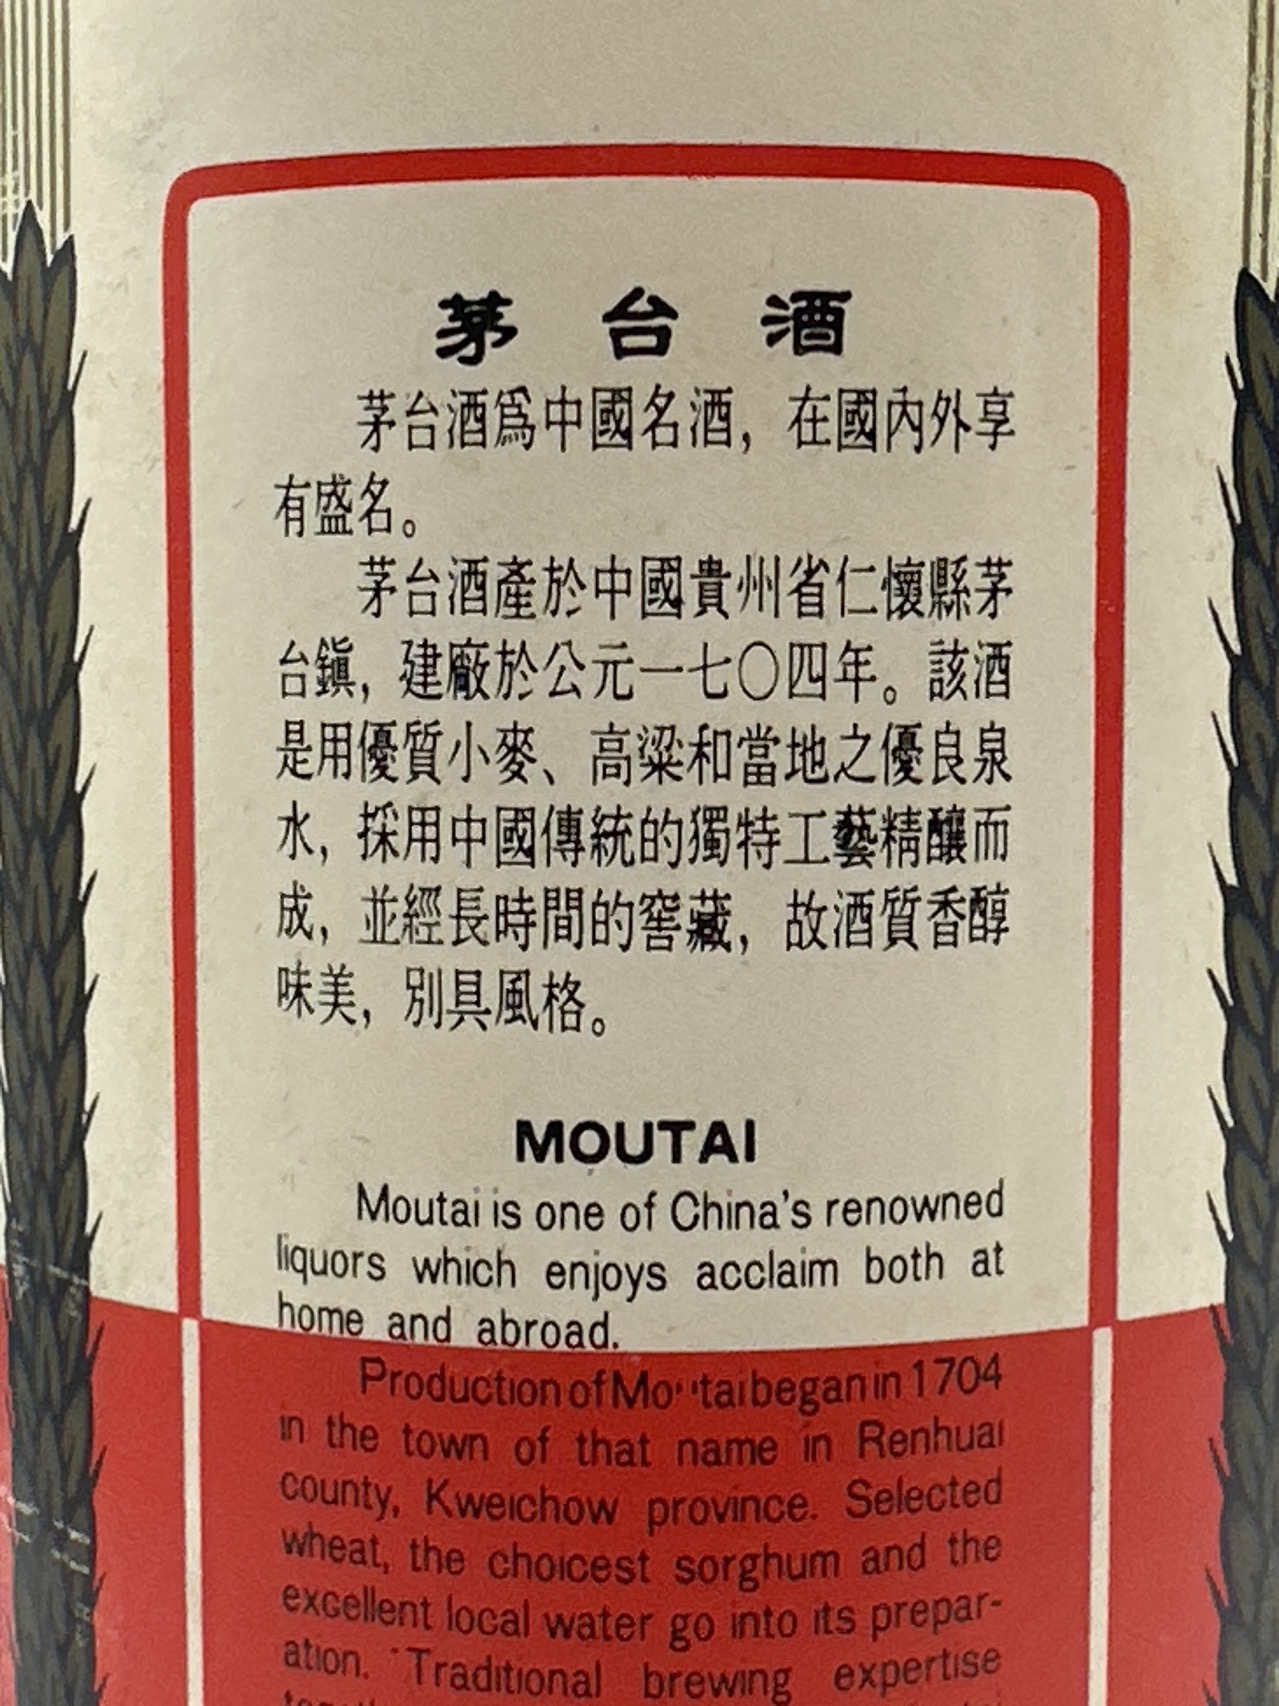 茅台酒
茅台酒爲中國名酒，在國內外享
有盛名。
茅台酒產於中國貴州省仁懷縣茅
台鎭，建廠於公元一七〇四年。該酒
是用優質小麥、高粱和當地之優良泉
水，採用中國傳統的獨特工藝精釀而
成，並經長時間的窖藏，故酒質香醇
味美，別具風格。
MOUTAI
Moutai is one of China's renowned
liquors which enjoys acclaim both at
home and abroad.
Production of Moutai began in 1704
in the town of that name in Renhuai
county, Kweichow province. Selected
wheat, the choicest sorghum and the
excellent local water go into its prepar-
ation. Traditional brewing expertise